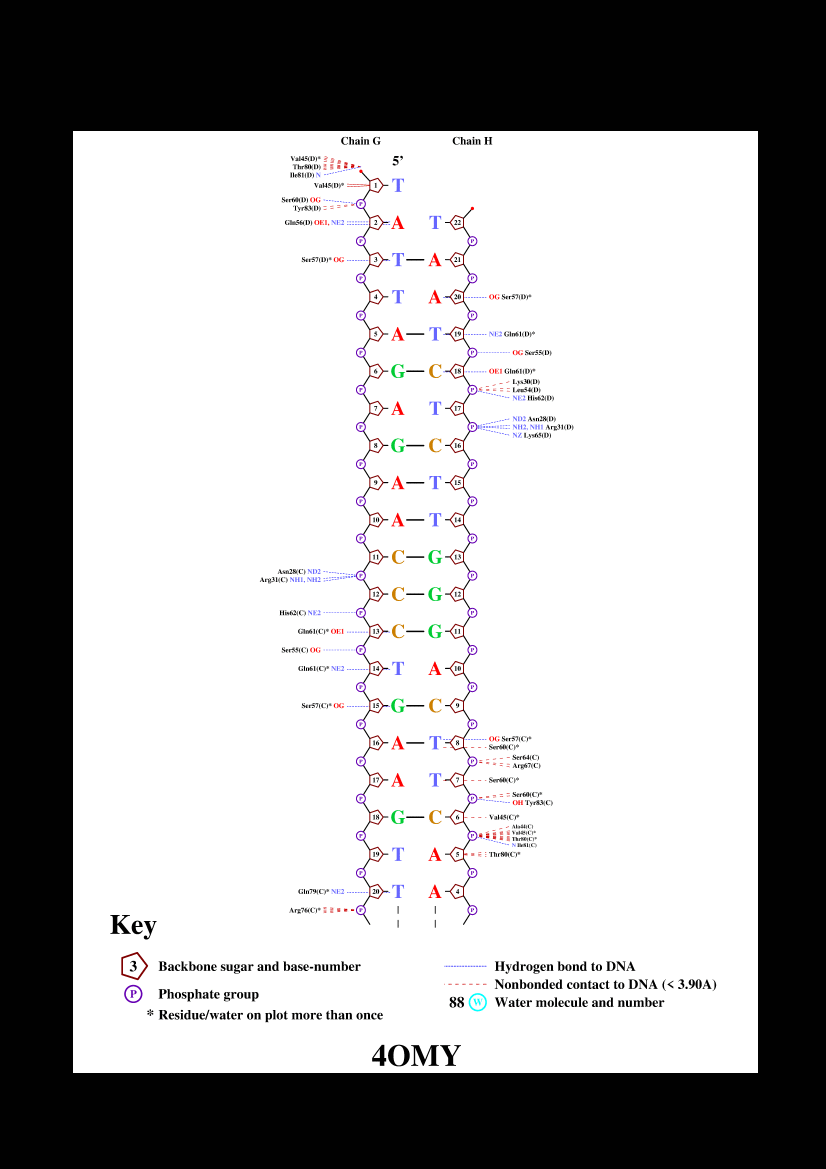 Chain G Chain H
5’
Val45(D)*
Thr80(D)
Ile81(D) N
Val45(D)*
1 T
Ser60(D) OG
P
Tyr83(D)
Gln56(D) OE1, NE2 2 A T 22
P P
Ser57(D)* OG 3 T A 21
P P
4 T A 20 OG Ser57(D)*
P P
5 A T 19 NE2 Gln61(D)*
P P OG Ser55(D)
6 G C 18 OE1 Gln61(D)*
Lys30(D)
P P Leu54(D)
NE2 His62(D)
7 A T 17
ND2 Asn28(D)
P P NH2, NH1 Arg31(D)
NZ Lys65(D)
8 G C 16
P P
9 A T 15
P P
10 A T 14
P P
11 C G 13
Asn28(C) ND2
P P
Arg31(C) NH1, NH2
12 C G 12
His62(C) NE2 P P
Gln61(C)* OE1 13 C G 11
Ser55(C) OG P P
Gln61(C)* NE2 14 T A 10
P P
Ser57(C)* OG 15 G C 9
P P
OG Ser57(C)*
16 A T 8
Ser60(C)*
Ser64(C)
P P
Arg67(C)
17 A T 7 Ser60(C)*
Ser60(C)*
P P
OH Tyr83(C)
18 G C 6 Val45(C)*
Ala44(C)
Val45(C)*
P P
Thr80(C)*
N Ile81(C)
19 T A 5 Thr80(C)*
P P
Gln79(C)* NE2 20 T A 4
Arg76(C)* P P
Key
3 Backbone sugar and base-number
P Phosphate group
* Residue/water on plot more than once
Hydrogen bond to DNA
Nonbonded contact to DNA (< 3.90A)
88 W Water molecule and number
4OMY